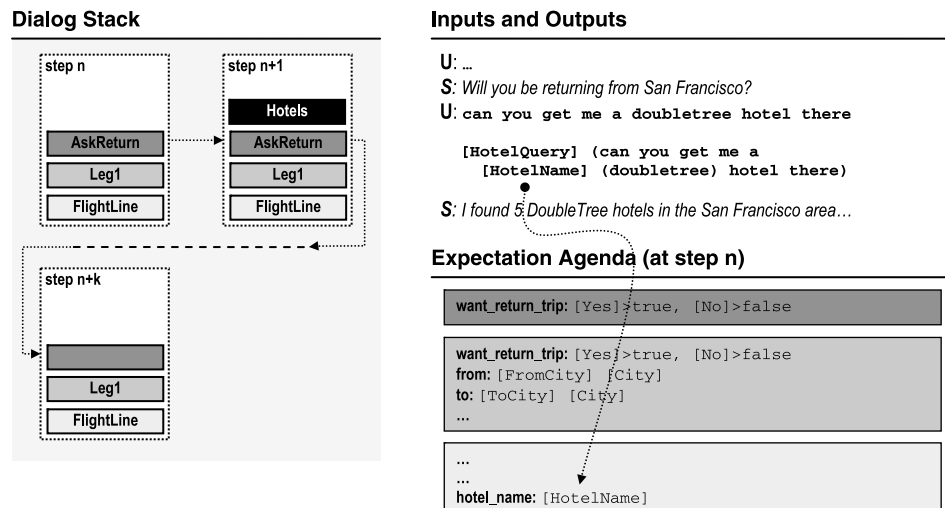 Dialog Stack
step n
AskReturn
Leg1
FlightLine
step n+1
Hotels
AskReturn
Leg1
FlightLine
step n+k
Leg1
FlightLine
Inputs and Outputs
U: ...
S: Will you be returning from San Francisco?
U: can you get me a doubletree hotel there
[HotelQuery] (can you get me a
[HotelName] (doubletree) hotel there)
S: I found 5 DoubleTree hotels in the San Francisco area…
Expectation Agenda (at step n)
want_return_trip: [Yes]>true, [No]>false
want_return_trip: [Yes]>true, [No]>false
from: [FromCity] [City]
to: [ToCity] [City]
…
…
…
hotel_name: [HotelName]